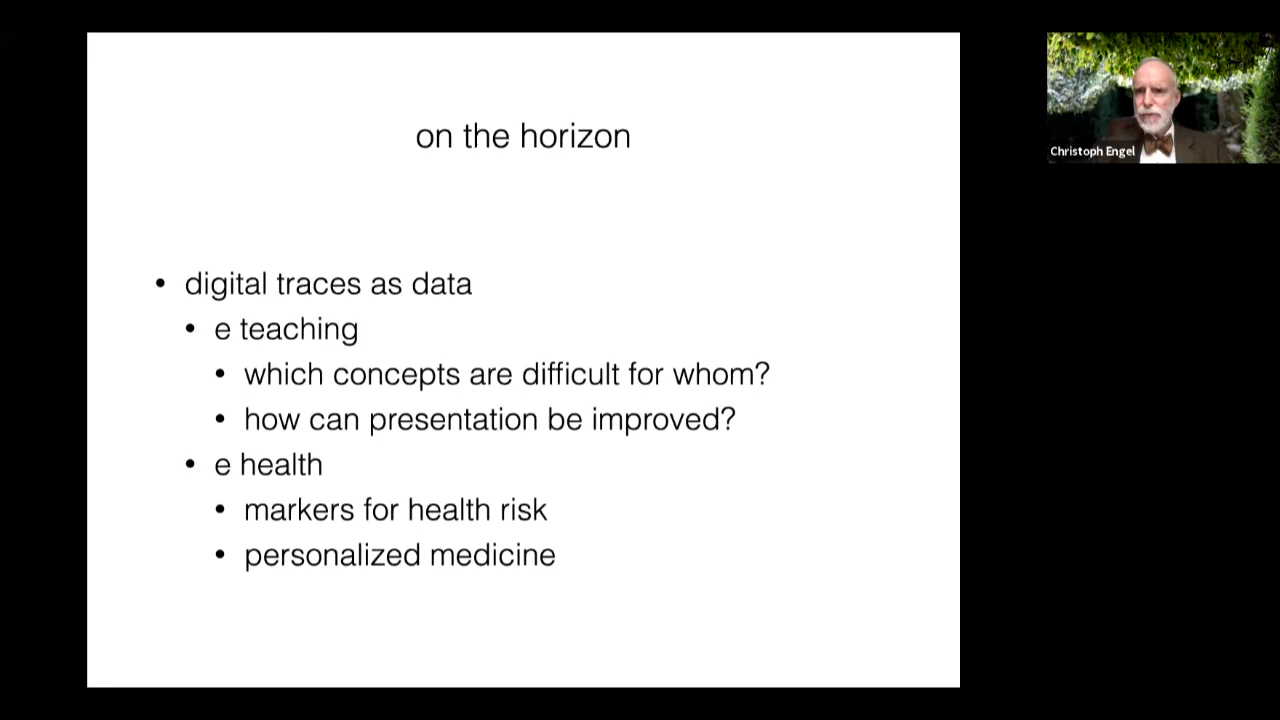 on the horizon
• digital traces as data
• e teaching
• which concepts are difficult for whom?
• how can presentation be improved?
• e health
• markers for health risk
• personalized medicine
Christoph Engel